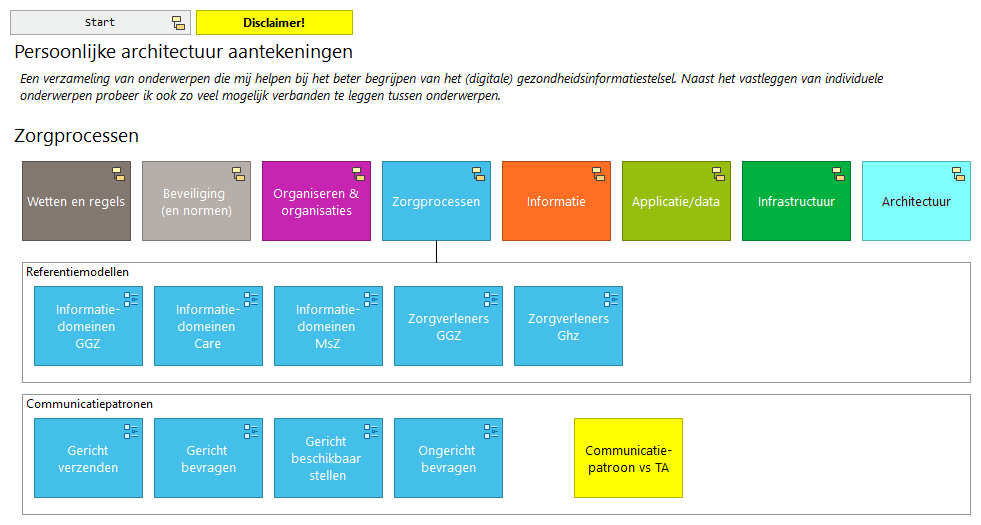 Start
Disclaimer!
Persoonlijke architectuur aantekeningen
Een verzameling van onderwerpen die mij helpen bij het beter begrijpen van het (digitale) gezondheidsinformatiestelsel. Naast het vastleggen van individuele
onderwerpen probeer ik ook zo veel mogelijk verbanden te leggen tussen onderwerpen.
Zorgprocessen
Wetten en regels
Beveiliging
(en normen)
Organiseren &
organisaties
Zorgprocessen
Informatie
Applicatie/data
Infrastructuur
Architectuur
Referentiemodellen
Informatie-
domeinen
GGZ
Informatie-
domeinen
Care
Informatie-
domeinen
MsZ
Zorgverleners
GGZ
Zorgverleners
Ghz
Communicatiepatronen
Gericht
verzenden
Gericht
bevragen
Gericht
beschikbaar
stellen
Ongericht
bevragen
Communicatie-
patroon vs TA